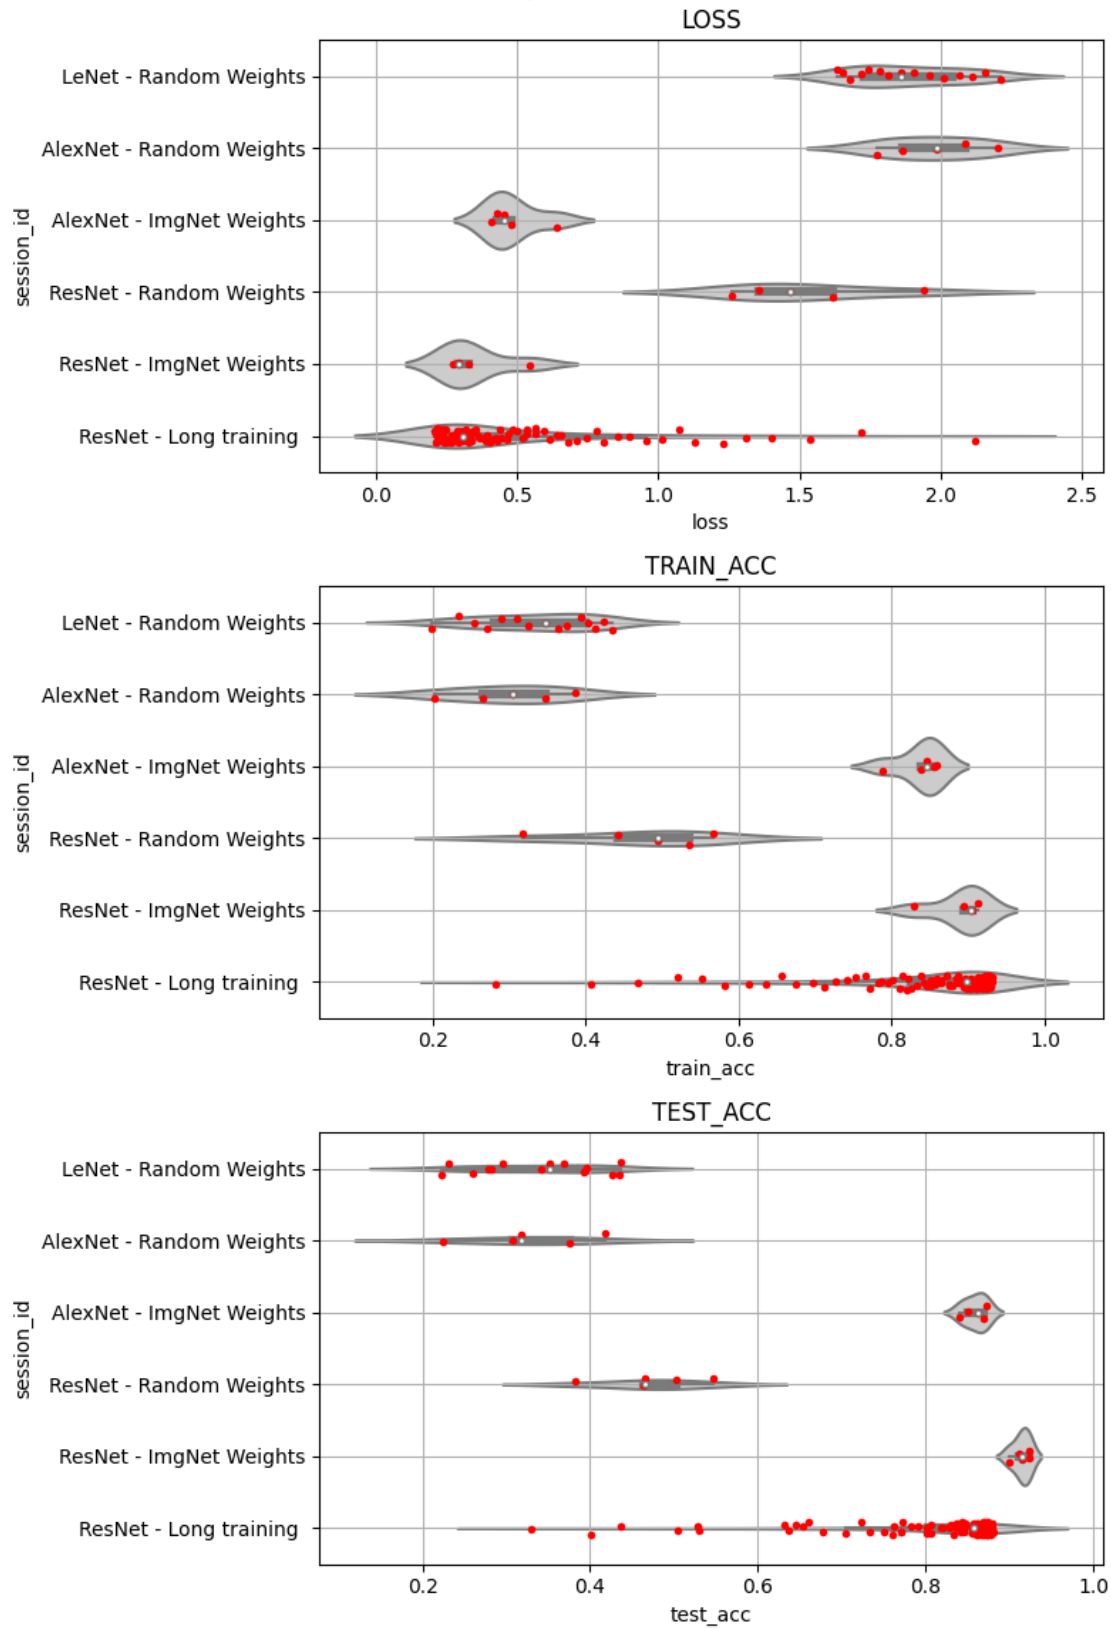 LOSS
LeNet - Random Weights
AlexNet - Random Weights
AlexNet - ImgNet Weights
ResNet - Random Weights
ResNet - ImgNet Weights
ResNet - Long training
session_id
0.0 0.5 1.0 1.5 2.0 2.5
loss
TRAIN_ACC
LeNet - Random Weights
AlexNet - Random Weights
AlexNet - ImgNet Weights
ResNet - Random Weights
ResNet - ImgNet Weights
ResNet - Long training
session_id
0.2 0.4 0.6 0.8 1.0
train_acc
TEST_ACC
LeNet - Random Weights
AlexNet - Random Weights
AlexNet - ImgNet Weights
ResNet - Random Weights
ResNet - ImgNet Weights
ResNet - Long training
session_id
0.2 0.4 0.6 0.8 1.0
test_acc